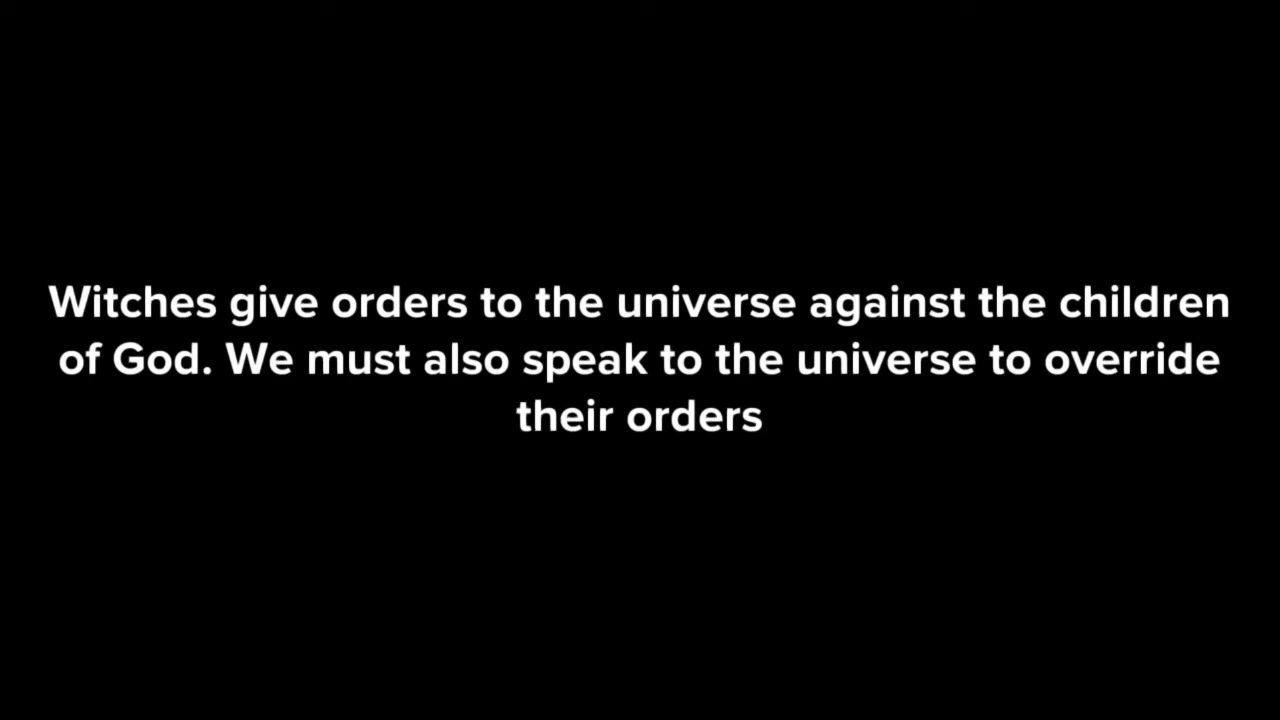 Witches give orders to the universe against the children
of God. We must also speak to the universe to override
their orders